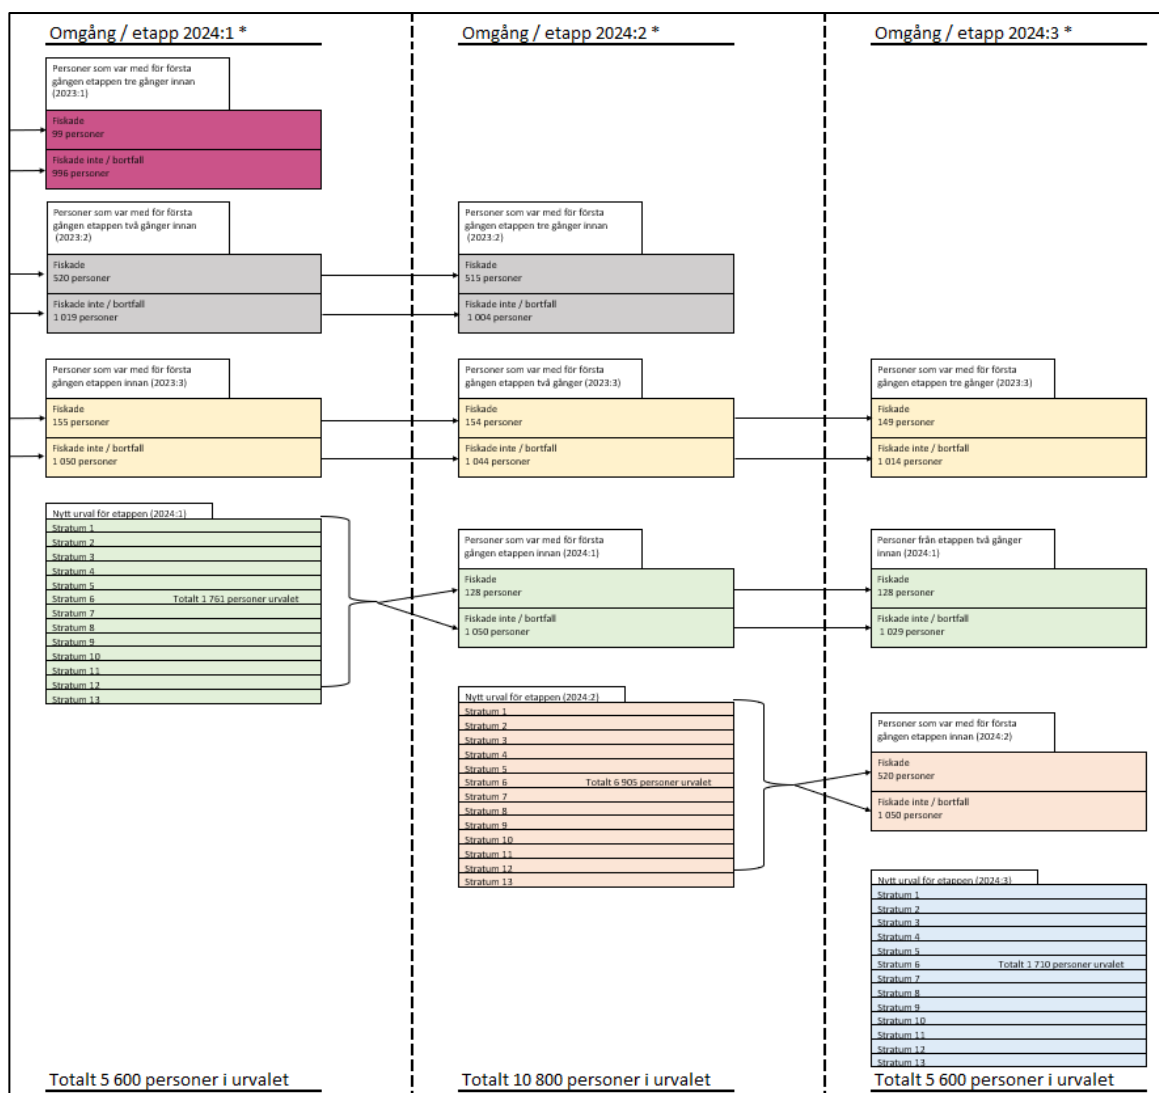 Omgång / etapp 2024:1 *
Personer som var med för första
gången etappen tre gånger innan
(2023:1)
Fiskade
99 personer
Fiskade inte / bortfall
996 personer
Personer som var med för första
gången etappen två gånger innan
(2023:2)
Fiskade
520 personer
Fiskade inte / bortfall
1 019 personer
Personer som var med för första
gången etappen innan (2023:3)
Fiskade
155 personer
Fiskade inte / bortfall
1 050 personer
Nytt urval för etappen (2024:1)
Stratum 1
Stratum 2
Stratum 3
Stratum 4
Stratum 5
Stratum 6 Totalt 1 761 personer urvalet
Stratum 7
Stratum 8
Stratum 9
Stratum 10
Stratum 11
Stratum 12
Stratum 13
Totalt 5 600 personer i urvalet
Omgång / etapp 2024:2 *
Personer som var med för första
gången etappen tre gånger innan
(2023:2)
Fiskade
515 personer
Fiskade inte / bortfall
1 004 personer
Personer som var med för första
gången etappen två gånger (2023:3)
Fiskade
154 personer
Fiskade inte / bortfall
1 044 personer
Personer som var med för första
gången etappen innan (2024:1)
Fiskade
128 personer
Fiskade inte / bortfall
1 050 personer
Nytt urval för etappen (2024:2)
Stratum 1
Stratum 2
Stratum 3
Stratum 4
Stratum 5
Stratum 6 Totalt 6 905 personer urvalet
Stratum 7
Stratum 8
Stratum 9
Stratum 10
Stratum 11
Stratum 12
Stratum 13
Totalt 10 800 personer i urvalet
Omgång / etapp 2024:3 *
Personer som var med för första
gången etappen tre gånger (2023:3)
Fiskade
149 personer
Fiskade inte / bortfall
1 014 personer
Personer från etappen två gånger
innan (2024:1)
Fiskade
128 personer
Fiskade inte / bortfall
1 029 personer
Personer som var med för första
gången etappen innan (2024:2)
Fiskade
520 personer
Fiskade inte / bortfall
1 050 personer
Nytt urval för etappen (2024:3)
Stratum 1
Stratum 2
Stratum 3
Stratum 4
Stratum 5
Stratum 6 Totalt 1 710 personer urvalet
Stratum 7
Stratum 8
Stratum 9
Stratum 10
Stratum 11
Stratum 12
Stratum 13
Totalt 5 600 personer i urvalet